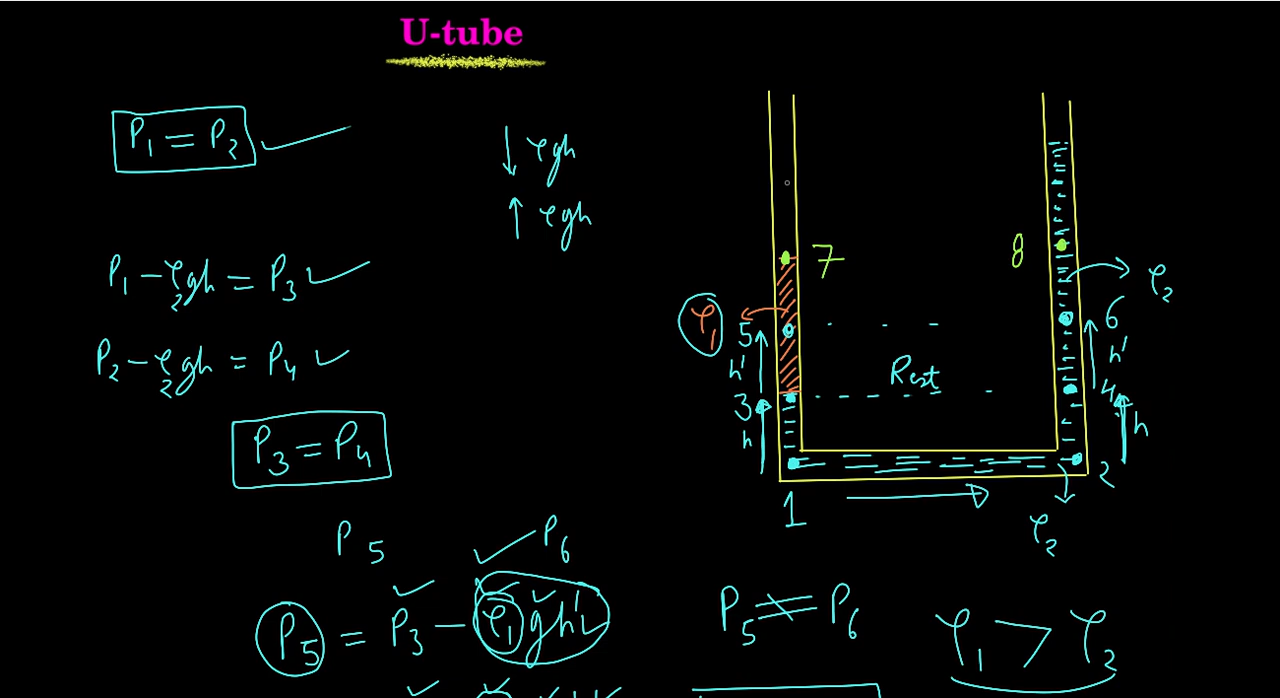 U-tube
P₁ = P₂
↓ ρgh
↑ ρgh
P₁ − ρ₂gh = P₃
P₂ − ρ₂gh = P₄
P₃ = P₄
P₅ P₆
P₅ = P₃ − ρ₁gh'
P₅ ≠ P₆
ρ₁ > ρ₂
7
8
ρ₁
ρ₂
5
6
h'
h'
Rest
3
4
h
h
1
2
ρ₂